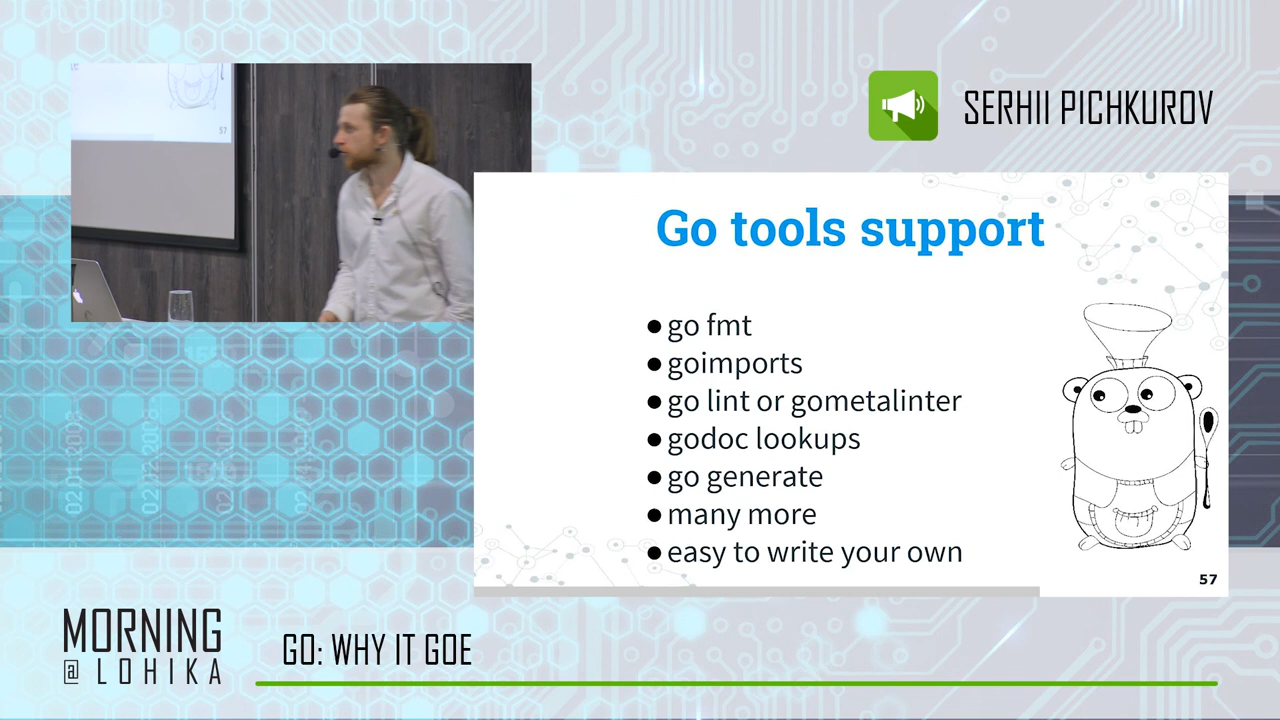 SERHII PICHKUROV
57
Go tools support
● go fmt
● goimports
● go lint or gometalinter
● godoc lookups
● go generate
● many more
● easy to write your own
57
MORNING
@ LOHIKA
GO: WHY IT GOE